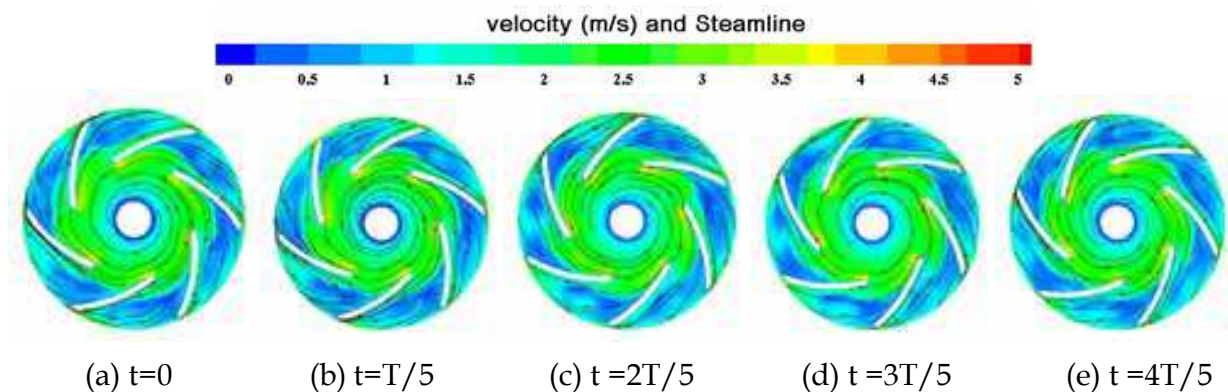 velocity (m/s) and Steamline
0 0.5 1 1.5 2 2.5 3 3.5 4 4.5 5
(a) t=0 (b) t=T/5 (c) t =2T/5 (d) t =3T/5 (e) t =4T/5